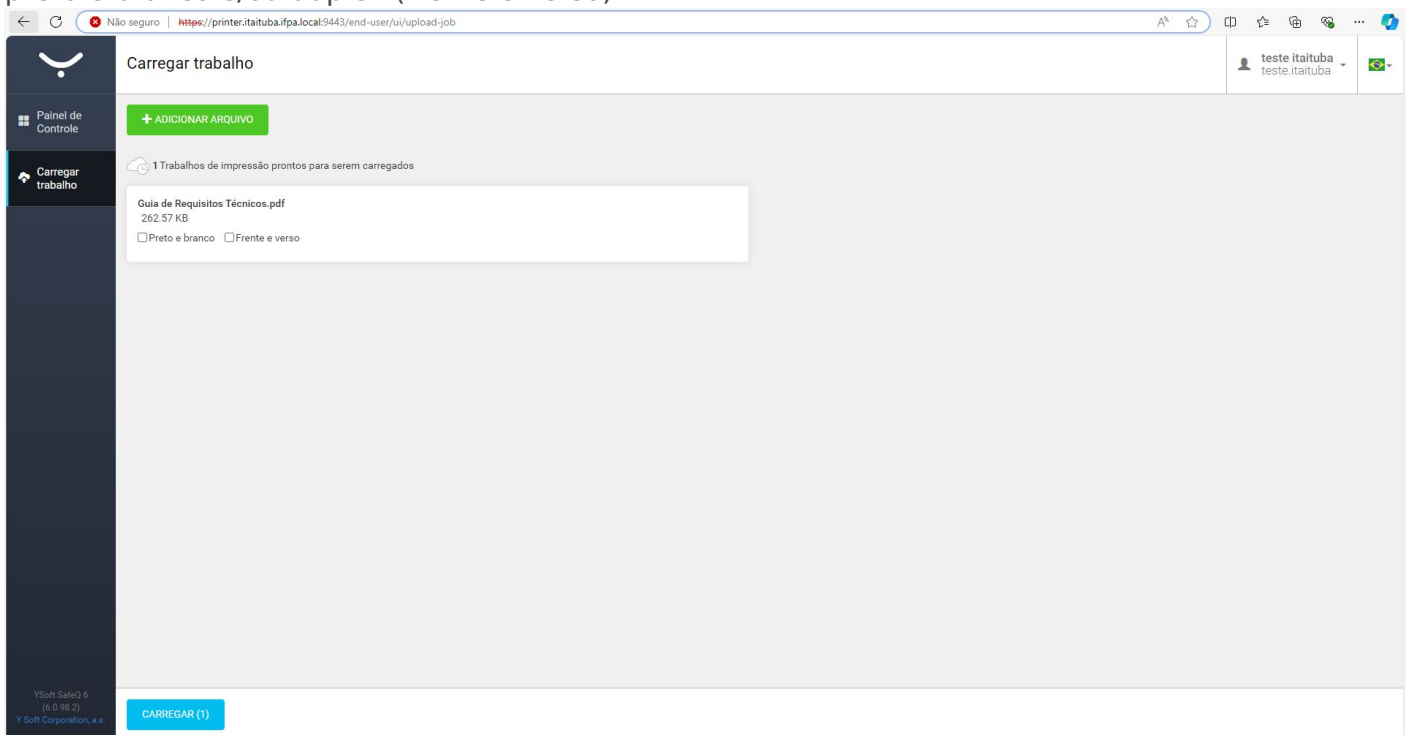 Não seguro | https://printer.itaituba.ifpa.local:9443/end-user/ui/upload-job
Carregar trabalho
teste itaituba
teste.itaituba
Painel de
Controle
+ ADICIONAR ARQUIVO
Carregar
trabalho
1 Trabalhos de impressão prontos para serem carregados
Guia de Requisitos Técnicos.pdf
262.57 KB
Preto e branco Frente e verso
YSoft SafeQ 6
(6.0.98.2)
Y Soft Corporation, a.s.
CARREGAR (1)